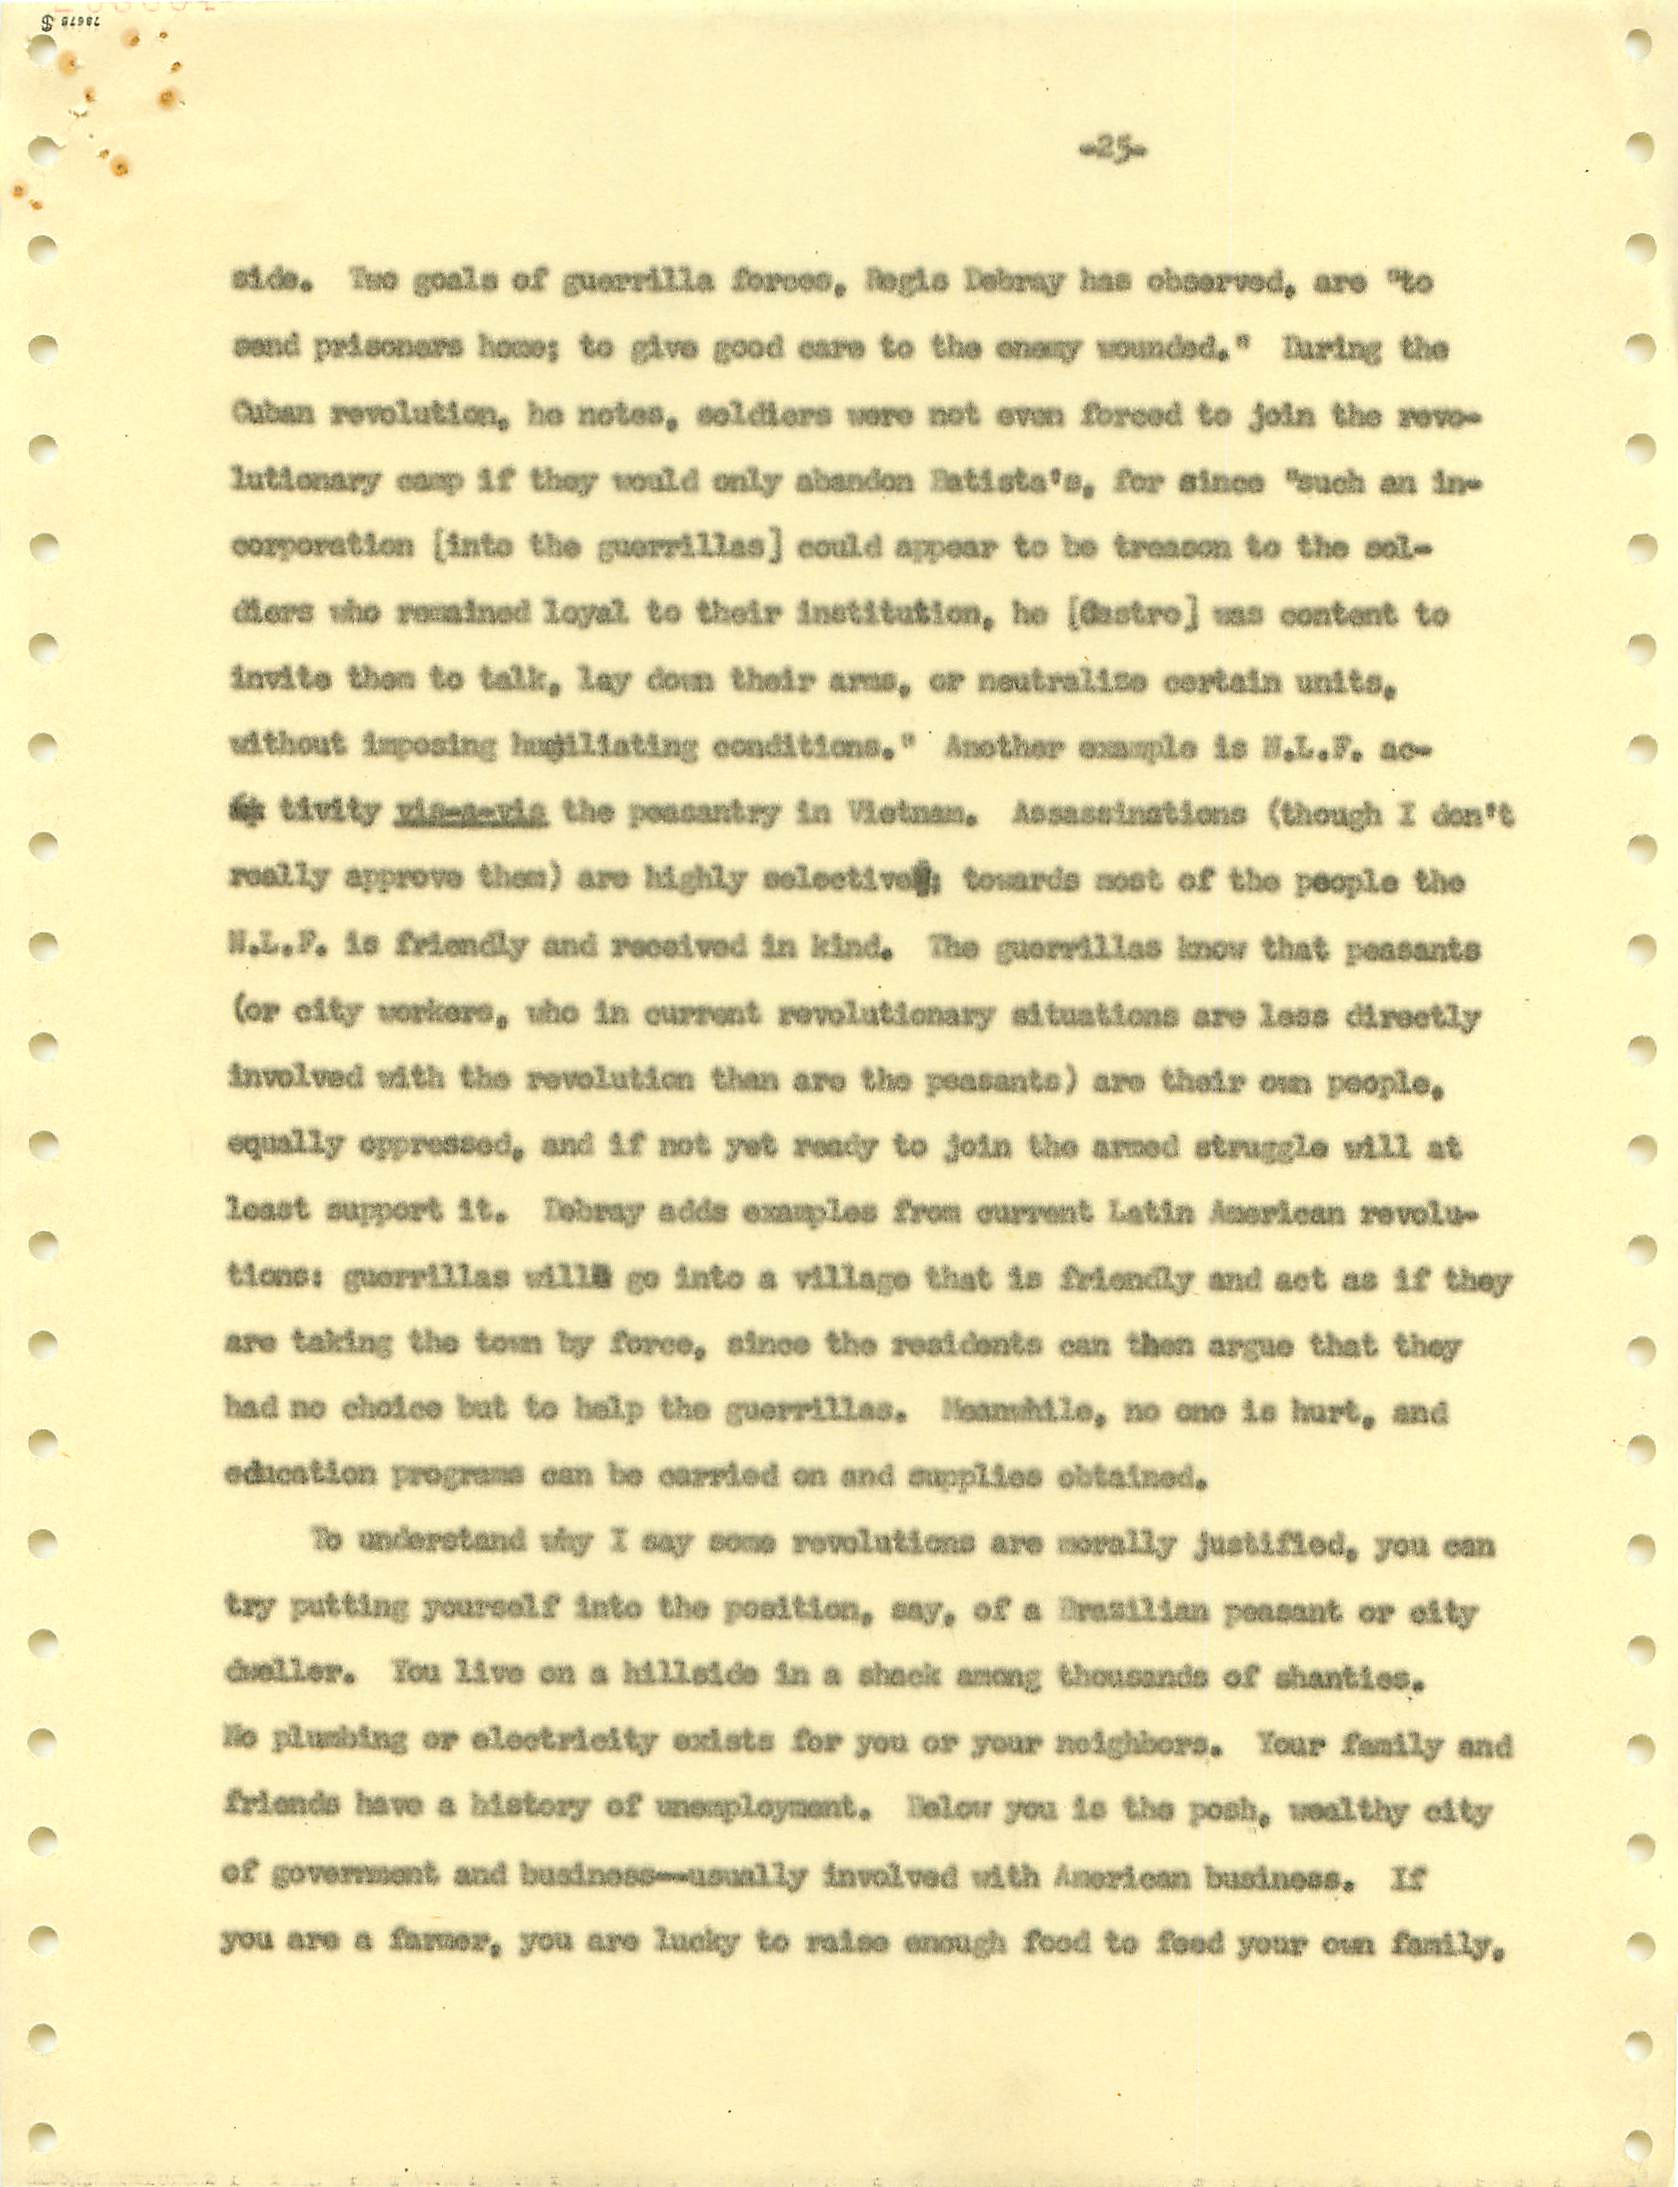 -25-
side.  Two goals of guerrilla forces, Regis Debray has observed, are "to
send prisoners home; to give good care to the enemy wounded."  During the
Cuban revolution, he notes, soldiers were not even forced to join the revo-
lutionary camp if they would only abandon Batista's, for since "such an in-
corporation [into the guerrillas] could appear to be treason to the sol-
diers who remained loyal to their institution, he [Castro] was content to
invite them to talk, lay down their arms, or neutralize certain units,
without imposing humiliating conditions."  Another example is N.L.F. ac-
tivity vis-a-vis the peasantry in Vietnam.  Assassinations (though I don't
really approve them) are highly selective; towards most of the people the
N.L.F. is friendly and received in kind.  The guerrillas know that peasants
(or city workers, who in current revolutionary situations are less directly
involved with the revolution than are the peasants) are their own people,
equally oppressed, and if not yet ready to join the armed struggle will at
least support it.  Debray adds examples from current Latin American revolu-
tions: guerrillas will go into a village that is friendly and act as if they
are taking the town by force, since the residents can then argue that they
had no choice but to help the guerrillas.  Meanwhile, no one is hurt, and
education programs can be carried on and supplies obtained.
To understand why I say some revolutions are morally justified, you can
try putting yourself into the position, say, of a Brazilian peasant or city
dweller.  You live on a hillside in a shack among thousands of shanties.
No plumbing or electricity exists for you or your neighbors.  Your family and
friends have a history of unemployment.  Below you is the posh, wealthy city
of government and business--usually involved with American business.  If
you are a farmer, you are lucky to raise enough food to feed your own family,